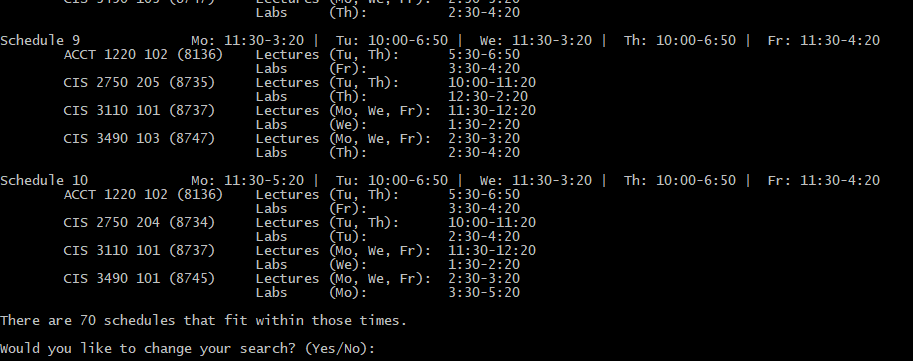 CIS 3490 103 (8747) Lectures (Mo, We, Fr): 2:30-3:20
Labs (Th): 2:30-4:20
Schedule 9 Mo: 11:30-3:20 | Tu: 10:00-6:50 | We: 11:30-3:20 | Th: 10:00-6:50 | Fr: 11:30-4:20
ACCT 1220 102 (8136) Lectures (Tu, Th): 5:30-6:50
Labs (Fr): 3:30-4:20
CIS 2750 205 (8735) Lectures (Tu, Th): 10:00-11:20
Labs (Th): 12:30-2:20
CIS 3110 101 (8737) Lectures (Mo, We, Fr): 11:30-12:20
Labs (We): 1:30-2:20
CIS 3490 103 (8747) Lectures (Mo, We, Fr): 2:30-3:20
Labs (Th): 2:30-4:20
Schedule 10 Mo: 11:30-5:20 | Tu: 10:00-6:50 | We: 11:30-3:20 | Th: 10:00-6:50 | Fr: 11:30-4:20
ACCT 1220 102 (8136) Lectures (Tu, Th): 5:30-6:50
Labs (Fr): 3:30-4:20
CIS 2750 204 (8734) Lectures (Tu, Th): 10:00-11:20
Labs (Tu): 2:30-4:20
CIS 3110 101 (8737) Lectures (Mo, We, Fr): 11:30-12:20
Labs (We): 1:30-2:20
CIS 3490 101 (8745) Lectures (Mo, We, Fr): 2:30-3:20
Labs (Mo): 3:30-5:20
There are 70 schedules that fit within those times.
Would you like to change your search? (Yes/No):